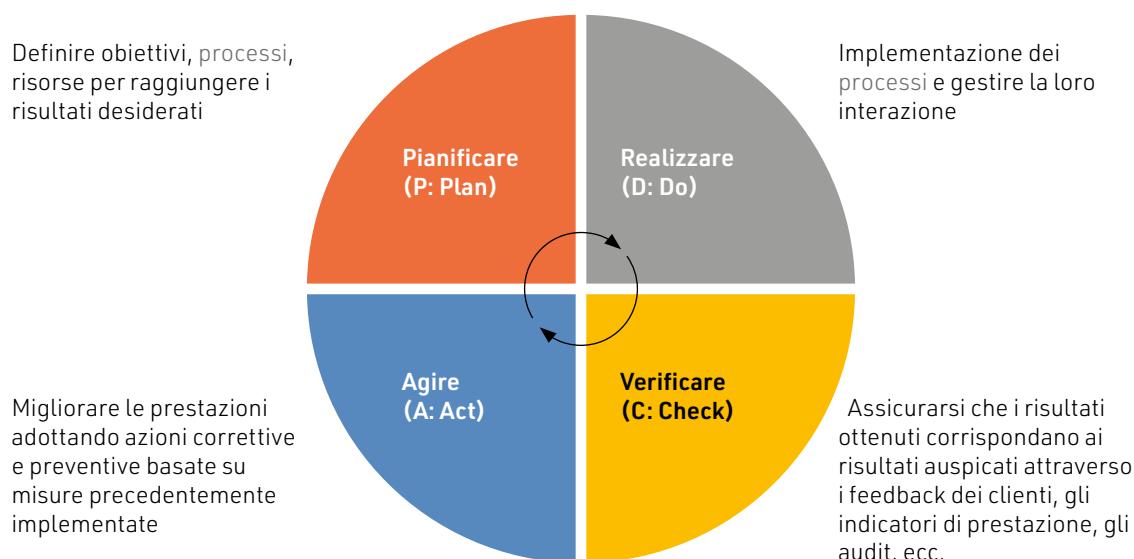 Definire obiettivi, processi,
risorse per raggiungere i
risultati desiderati
Pianificare
(P: Plan)
Realizzare
(D: Do)
Implementazione dei
processi e gestire la loro
interazione
Migliorare le prestazioni
adottando azioni correttive
e preventive basate su
misure precedentemente
implementate
Agire
(A: Act)
Verificare
(C: Check)
Assicurarsi che i risultati
ottenuti corrispondano ai
risultati auspicati attraverso
i feedback dei clienti, gli
indicatori di prestazione, gli
audit, ecc.